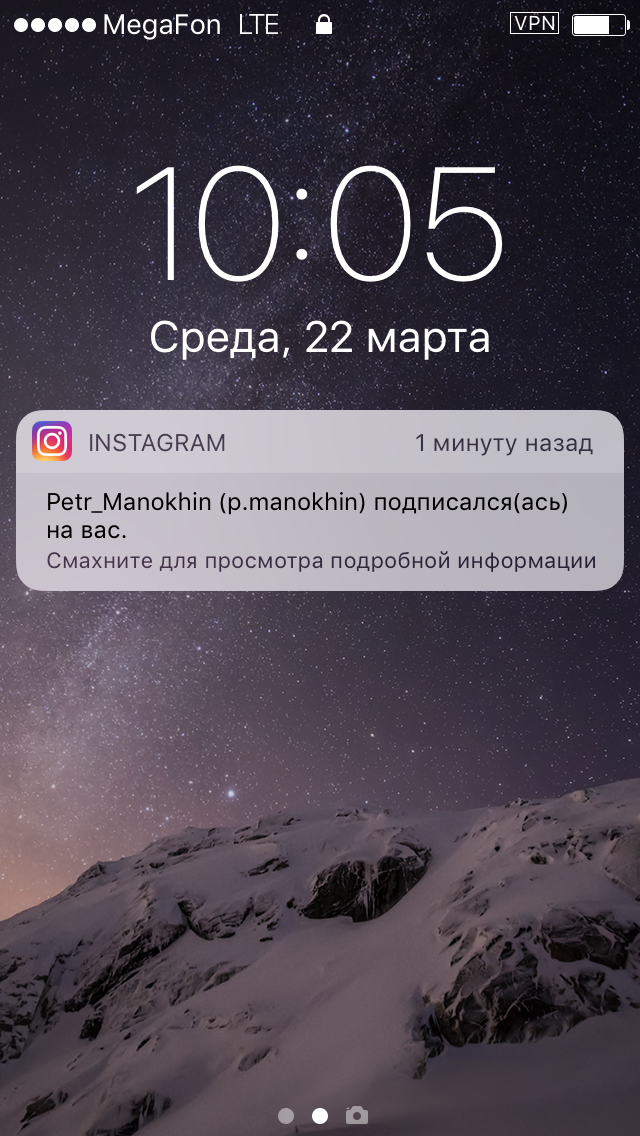 MegaFon LTE VPN
10:05
Среда, 22 марта
INSTAGRAM 1 минуту назад
Petr_Manokhin (p.manokhin) подписался(ась)
на вас.
Смахните для просмотра подробной информации